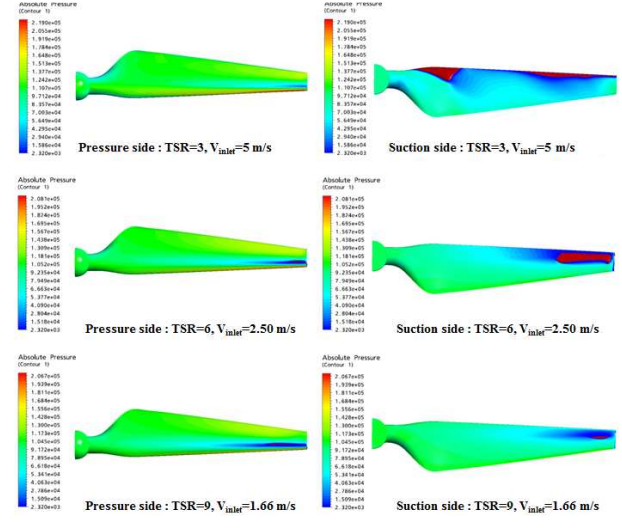 Absolute Pressure
(Contour 1)
2.190e+05
2.055e+05
1.919e+05
1.784e+05
1.648e+05
1.513e+05
1.377e+05
1.242e+05
1.107e+05
9.712e+04
8.357e+04
7.003e+04
5.649e+04
4.295e+04
2.940e+04
1.586e+04
2.320e+03
Pressure side : TSR=3, Vinlet=5 m/s
Absolute Pressure
(Contour 1)
2.190e+05
2.055e+05
1.919e+05
1.784e+05
1.648e+05
1.513e+05
1.377e+05
1.242e+05
1.107e+05
9.712e+04
8.357e+04
7.003e+04
5.649e+04
4.295e+04
2.940e+04
1.586e+04
2.320e+03
Suction side : TSR=3, Vinlet=5 m/s
Absolute Pressure
(Contour 1)
2.081e+05
1.952e+05
1.824e+05
1.695e+05
1.567e+05
1.438e+05
1.309e+05
1.181e+05
1.052e+05
9.235e+04
7.949e+04
6.663e+04
5.377e+04
4.090e+04
2.804e+04
1.518e+04
2.320e+03
Pressure side : TSR=6, Vinlet=2.50 m/s
Absolute Pressure
(Contour 1)
2.081e+05
1.952e+05
1.824e+05
1.695e+05
1.567e+05
1.438e+05
1.309e+05
1.181e+05
1.052e+05
9.235e+04
7.949e+04
6.663e+04
5.377e+04
4.090e+04
2.804e+04
1.518e+04
2.320e+03
Suction side : TSR=6, Vinlet=2.50 m/s
Absolute Pressure
(Contour 1)
2.067e+05
1.939e+05
1.811e+05
1.684e+05
1.556e+05
1.428e+05
1.300e+05
1.173e+05
1.045e+05
9.172e+04
7.895e+04
6.618e+04
5.341e+04
4.063e+04
2.786e+04
1.509e+04
2.320e+03
Pressure side : TSR=9, Vinlet=1.66 m/s
Absolute Pressure
(Contour 1)
2.067e+05
1.939e+05
1.811e+05
1.684e+05
1.556e+05
1.428e+05
1.300e+05
1.173e+05
1.045e+05
9.172e+04
7.895e+04
6.618e+04
5.341e+04
4.063e+04
2.786e+04
1.509e+04
2.320e+03
Suction side : TSR=9, Vinlet=1.66 m/s